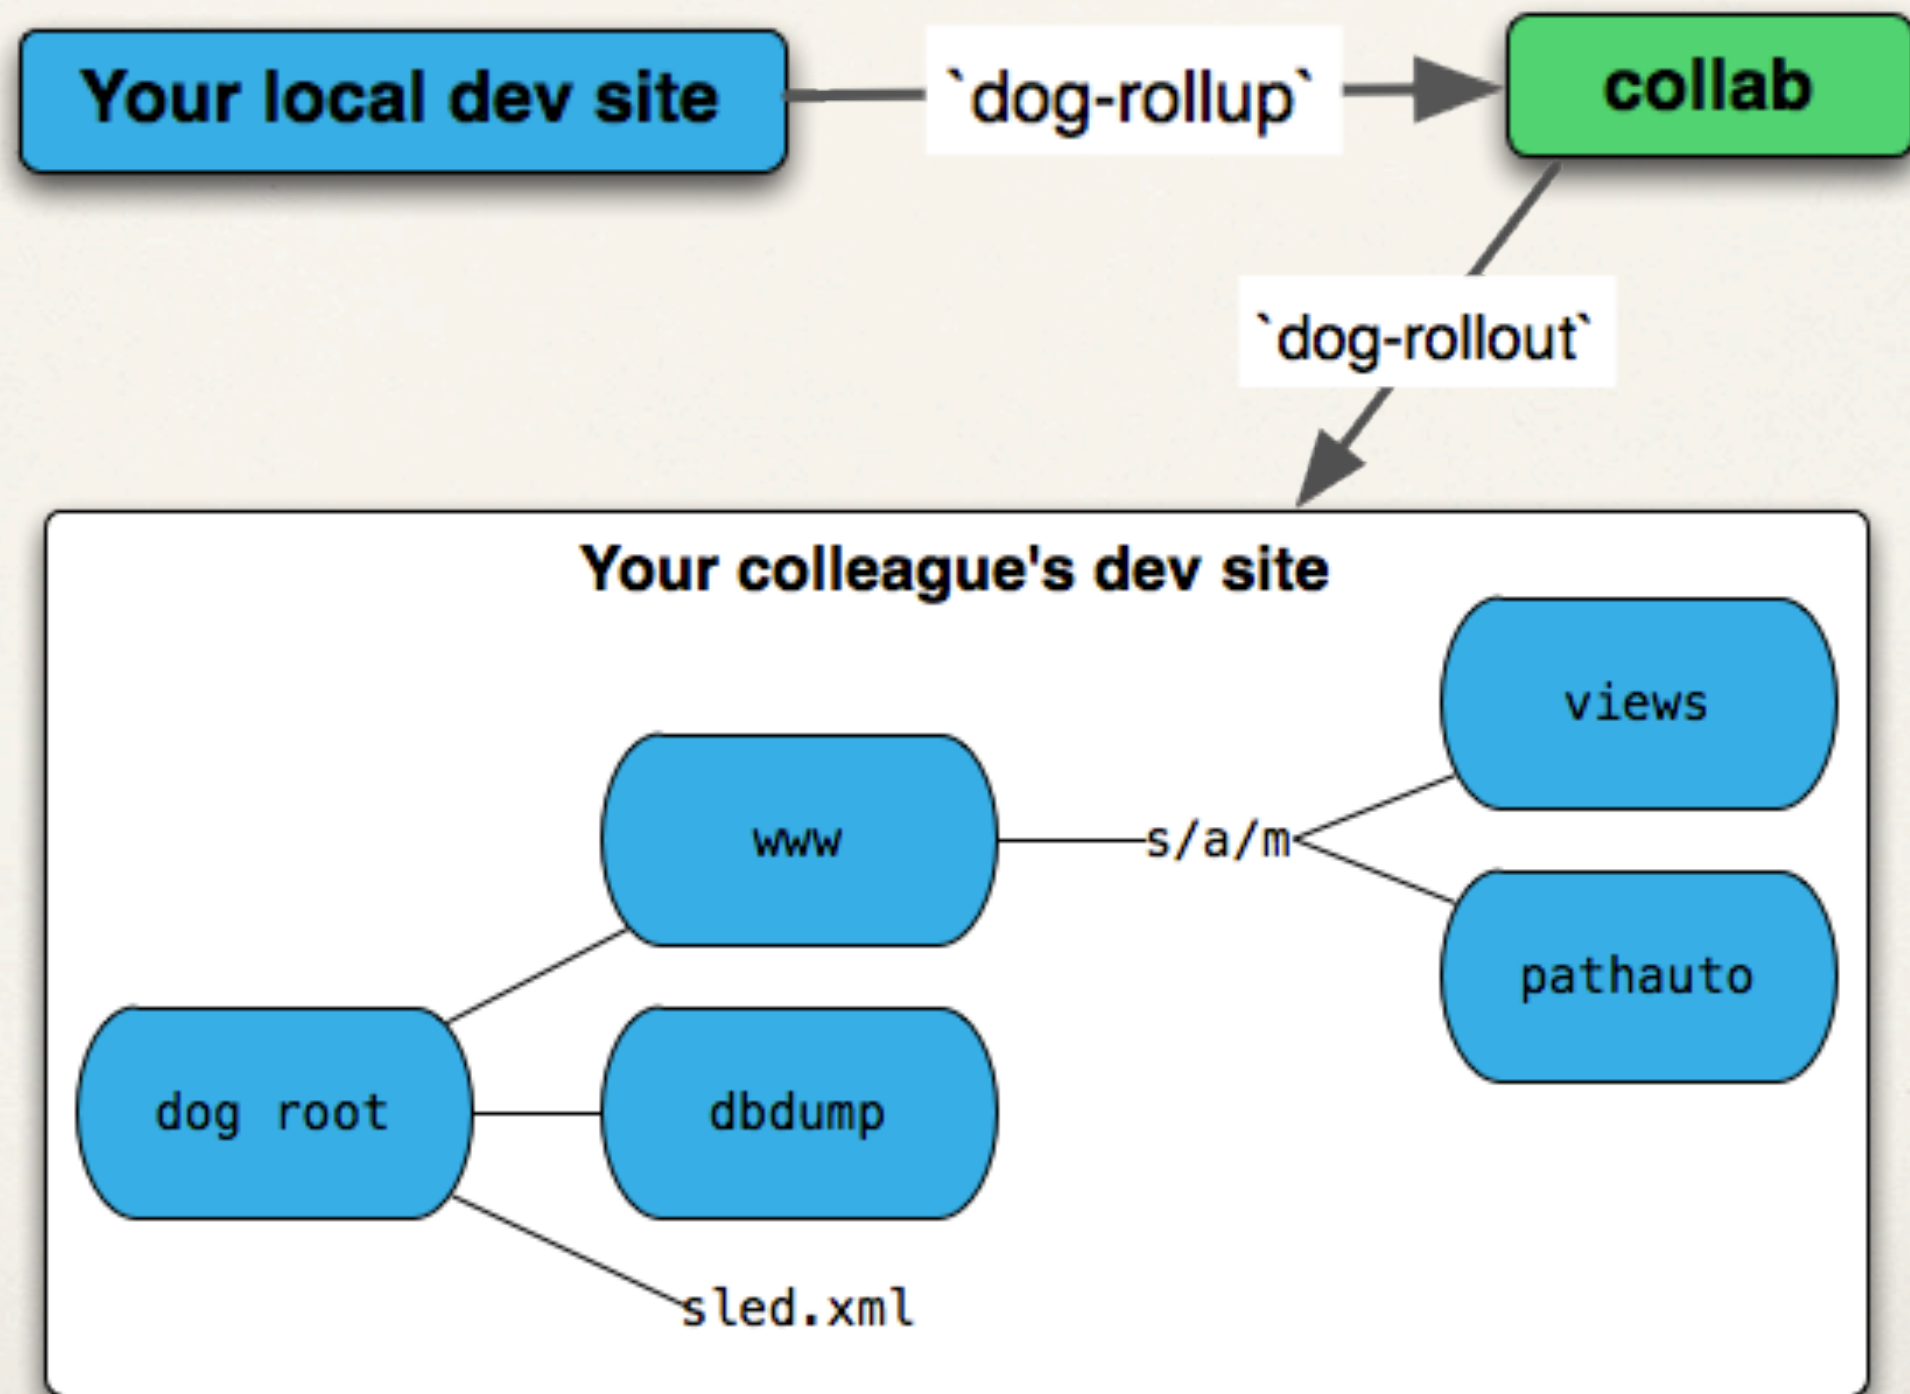 Your local dev site
`dog-rollup`
collab
`dog-rollout`
Your colleague's dev site
views
www
s/a/m
pathauto
dog root
dbdump
sled.xml